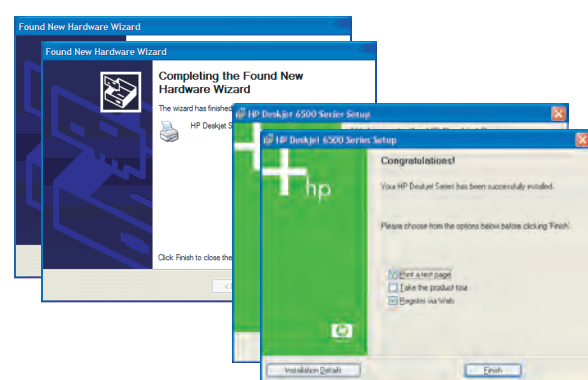 Found New Hardware Wizard
Found New Hardware Wizard
Completing the Found New
Hardware Wizard
The wizard has finished
HP Deskjet S
Click Finish to close the
HP Deskjet 6500 Series Setup
HP Deskjet 6500 Series Setup
hp
Congratulations!
Your HP Deskjet Series has been successfully installed.
Please choose from the options below before clicking 'Finish'.
Print a test page
Take the product tour
Register via Web
Installation Details
Finish